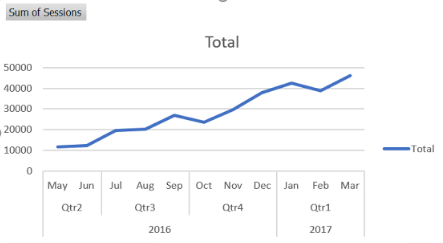 Sum of Sessions
Total
50000
40000
30000
20000
10000
0
May Jun Jul Aug Sep Oct Nov Dec Jan Feb Mar
Qtr2 Qtr3 Qtr4 Qtr1
2016 2017
Total